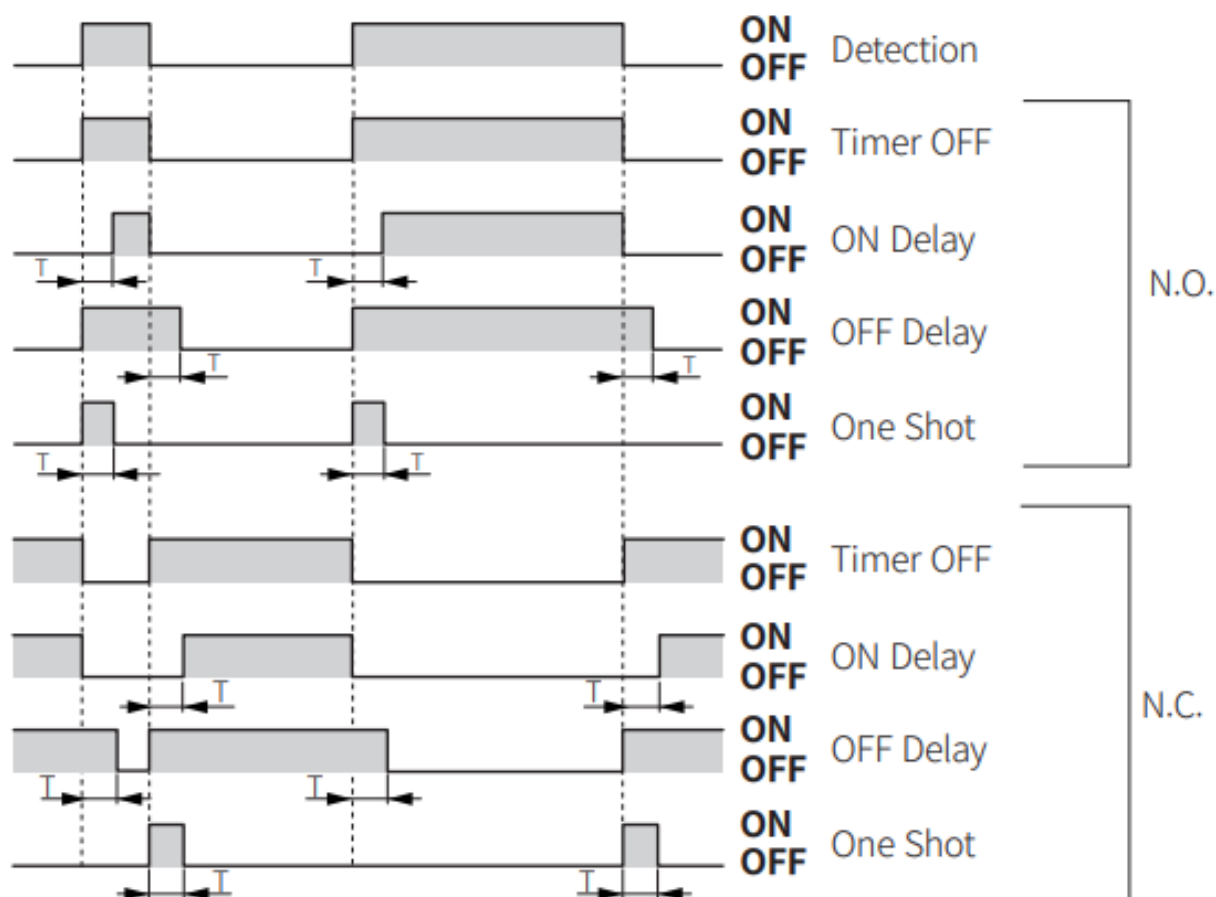 ON
OFF Detection
ON
OFF Timer OFF
T T
ON
OFF ON Delay
N.O.
T T
ON
OFF OFF Delay
T T
ON
OFF One Shot
ON
OFF Timer OFF
T T
ON
OFF ON Delay
N.C.
T T
ON
OFF OFF Delay
T T
ON
OFF One Shot